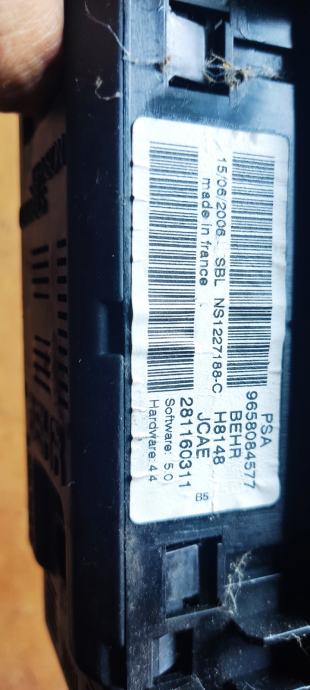 PSA
9658084577
BEHR
15/06/2006 SBL NS1227188-C H8148
made in france JCAE
B5
281160311
Software: 5.0
Hardware: 4.4